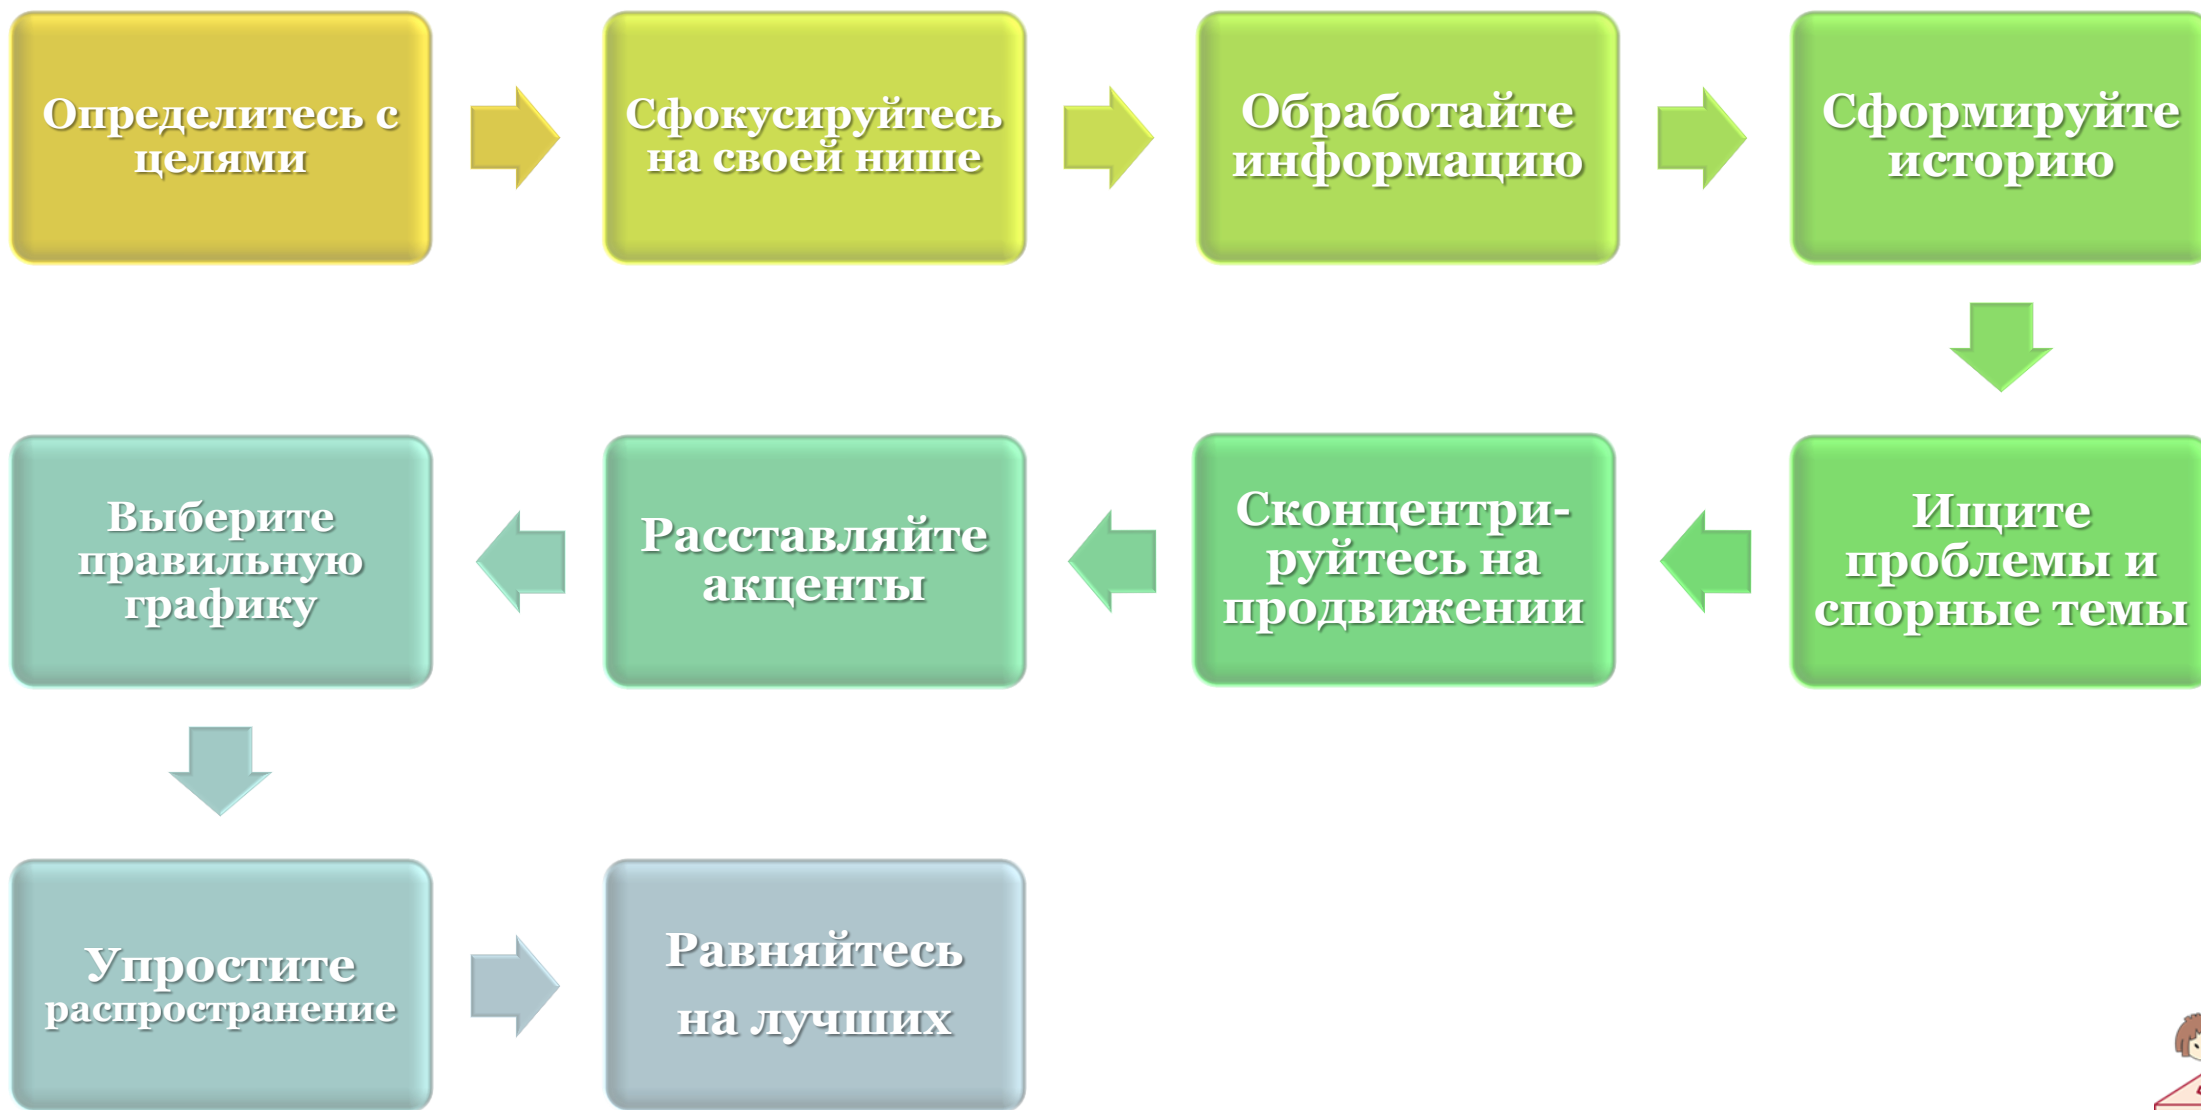 Определитесь с
целями
Сфокусируйтесь
на своей нише
Обработайте
информацию
Сформируйте
историю
Ищите
проблемы и
спорные темы
Сконцентри-
руйтесь на
продвижении
Расставляйте
акценты
Выберите
правильную
графику
Упростите
распространение
Равняйтесь
на лучших